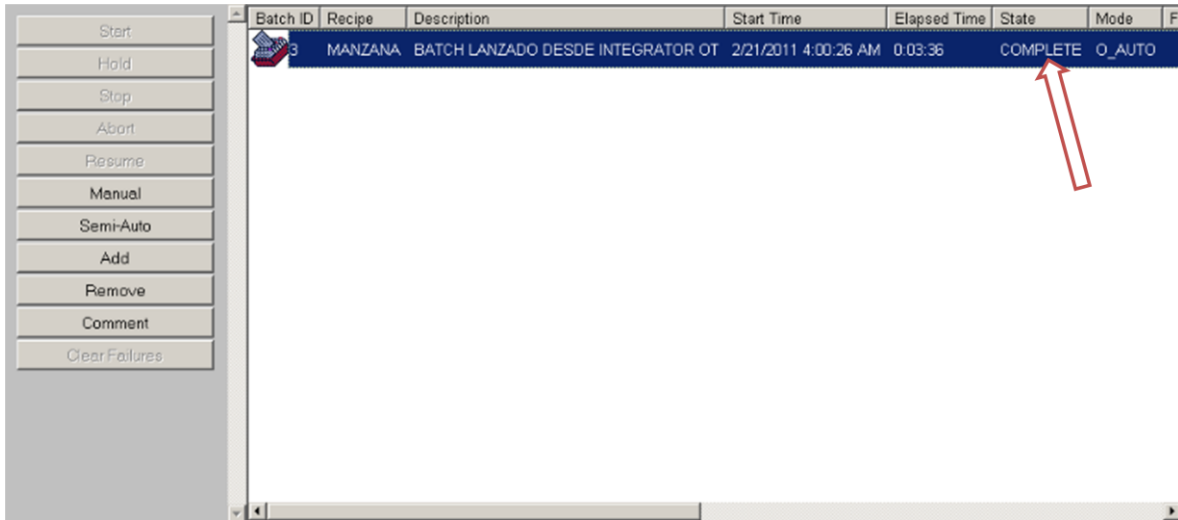 Start
Hold
Stop
Abort
Resume
Manual
Semi-Auto
Add
Remove
Comment
Clear Failures
Batch ID Recipe Description Start Time Elapsed Time State Mode F
3 MANZANA BATCH LANZADO DESDE INTEGRATOR OT 2/21/2011 4:00:26 AM 0:03:36 COMPLETE O_AUTO